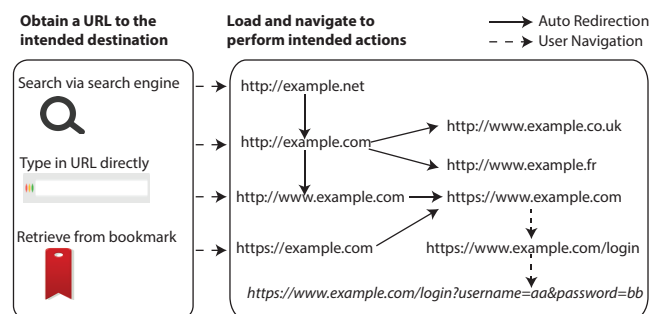 Obtain a URL to the
intended destination
Load and navigate to
perform intended actions
Auto Redirection
User Navigation
Search via search engine
Type in URL directly
Retrieve from bookmark
http://example.net
http://example.com
http://www.example.co.uk
http://www.example.fr
http://www.example.com
https://www.example.com
https://example.com
https://www.example.com/login
https://www.example.com/login?username=aa&password=bb